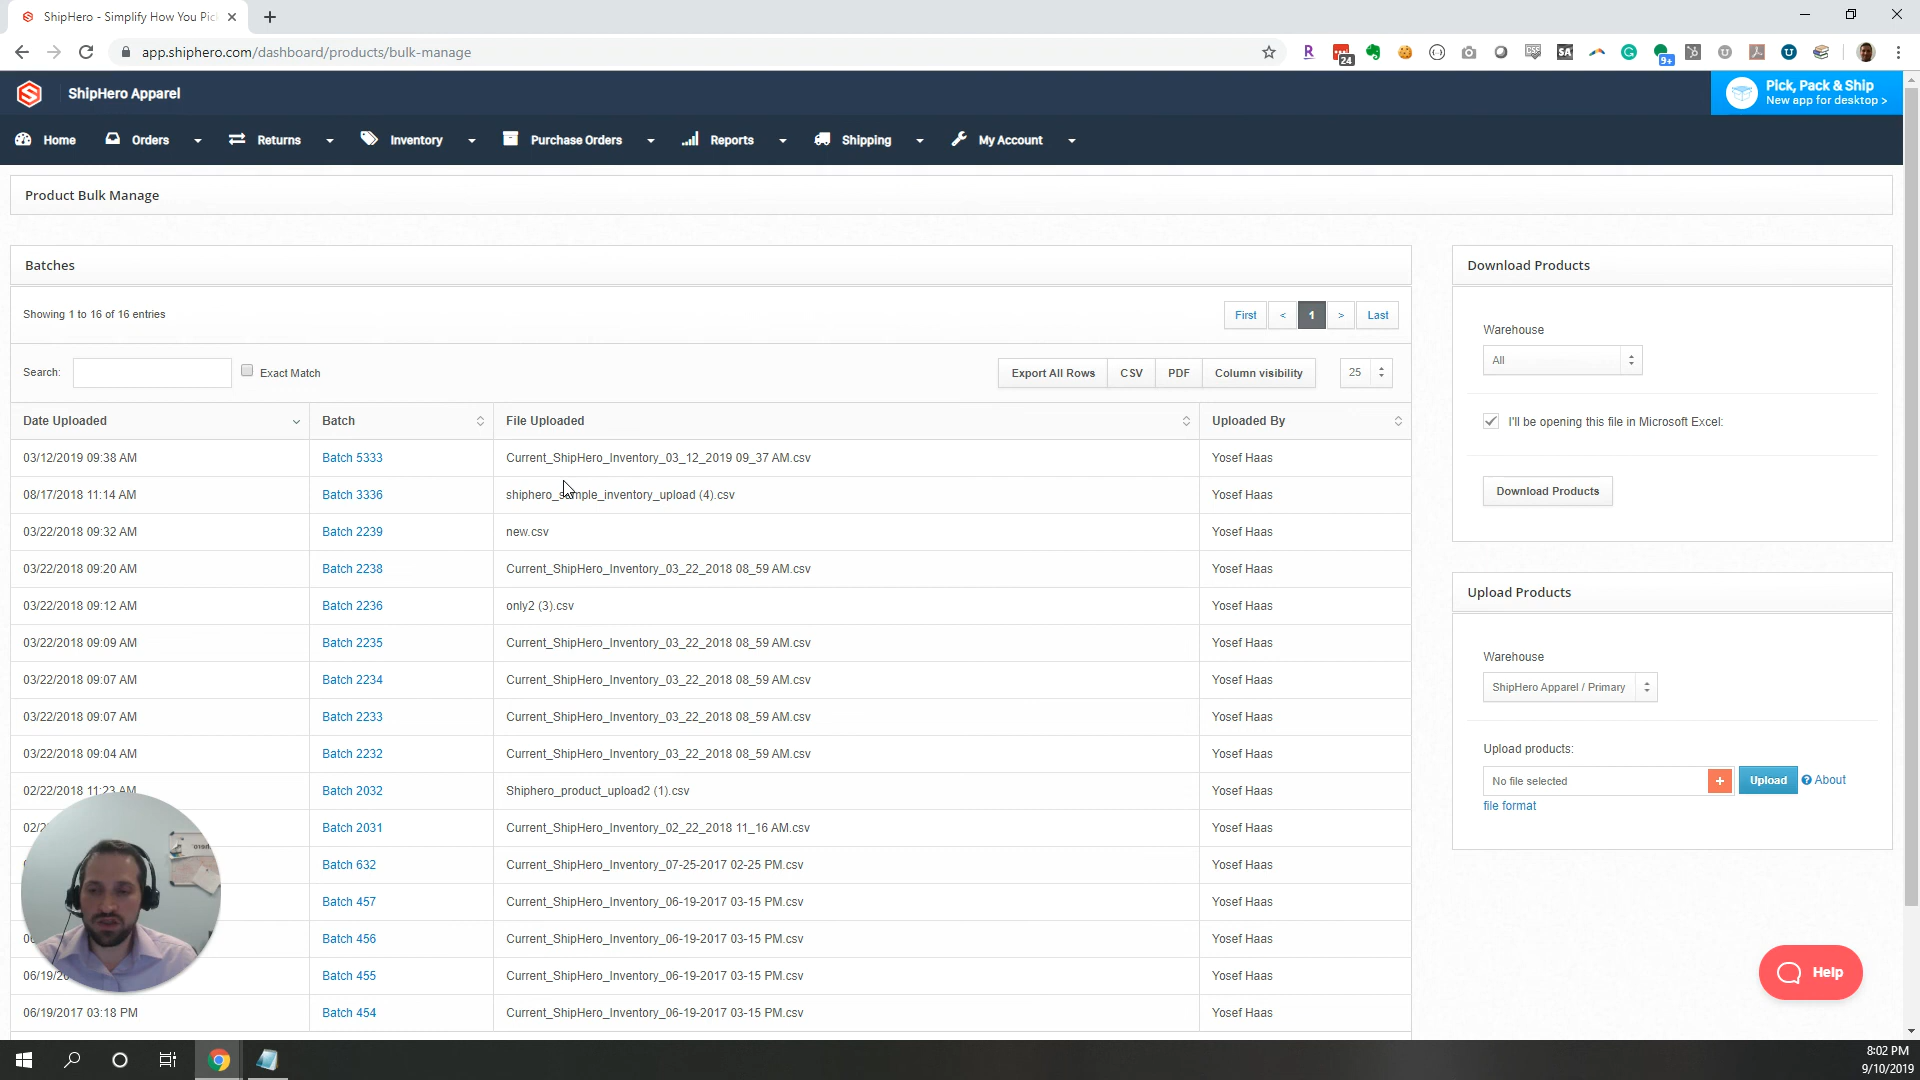 ShipHero - Simplify How You Pic
app.shiphero.com/dashboard/products/bulk-manage
24
9+
ShipHero Apparel
Pick, Pack & Ship
New app for desktop >
Home
Orders
Returns
Inventory
Purchase Orders
Reports
Shipping
My Account
Product Bulk Manage
Batches
Showing 1 to 16 of 16 entries
First < 1 > Last
Search:
Exact Match
Export All Rows CSV PDF Column visibility 25
Date Uploaded Batch File Uploaded Uploaded By
03/12/2019 09:38 AM Batch 5333 Current_ShipHero_Inventory_03_12_2019 09_37 AM.csv Yosef Haas
08/17/2018 11:14 AM Batch 3336 shiphero_sample_inventory_upload (4).csv Yosef Haas
03/22/2018 09:32 AM Batch 2239 new.csv Yosef Haas
03/22/2018 09:20 AM Batch 2238 Current_ShipHero_Inventory_03_22_2018 08_59 AM.csv Yosef Haas
03/22/2018 09:12 AM Batch 2236 only2 (3).csv Yosef Haas
03/22/2018 09:09 AM Batch 2235 Current_ShipHero_Inventory_03_22_2018 08_59 AM.csv Yosef Haas
03/22/2018 09:07 AM Batch 2234 Current_ShipHero_Inventory_03_22_2018 08_59 AM.csv Yosef Haas
03/22/2018 09:07 AM Batch 2233 Current_ShipHero_Inventory_03_22_2018 08_59 AM.csv Yosef Haas
03/22/2018 09:04 AM Batch 2232 Current_ShipHero_Inventory_03_22_2018 08_59 AM.csv Yosef Haas
02/22/2018 11:23 AM Batch 2032 Shiphero_product_upload2 (1).csv Yosef Haas
02/2 Batch 2031 Current_ShipHero_Inventory_02_22_2018 11_16 AM.csv Yosef Haas
Batch 632 Current_ShipHero_Inventory_07-25-2017 02-25 PM.csv Yosef Haas
Batch 457 Current_ShipHero_Inventory_06-19-2017 03-15 PM.csv Yosef Haas
Batch 456 Current_ShipHero_Inventory_06-19-2017 03-15 PM.csv Yosef Haas
06/19/20 Batch 455 Current_ShipHero_Inventory_06-19-2017 03-15 PM.csv Yosef Haas
06/19/2017 03:18 PM Batch 454 Current_ShipHero_Inventory_06-19-2017 03-15 PM.csv Yosef Haas
Download Products
Warehouse
All
I'll be opening this file in Microsoft Excel:
Download Products
Upload Products
Warehouse
ShipHero Apparel / Primary
Upload products:
No file selected + Upload About
file format
Help
8:02 PM
9/10/2019